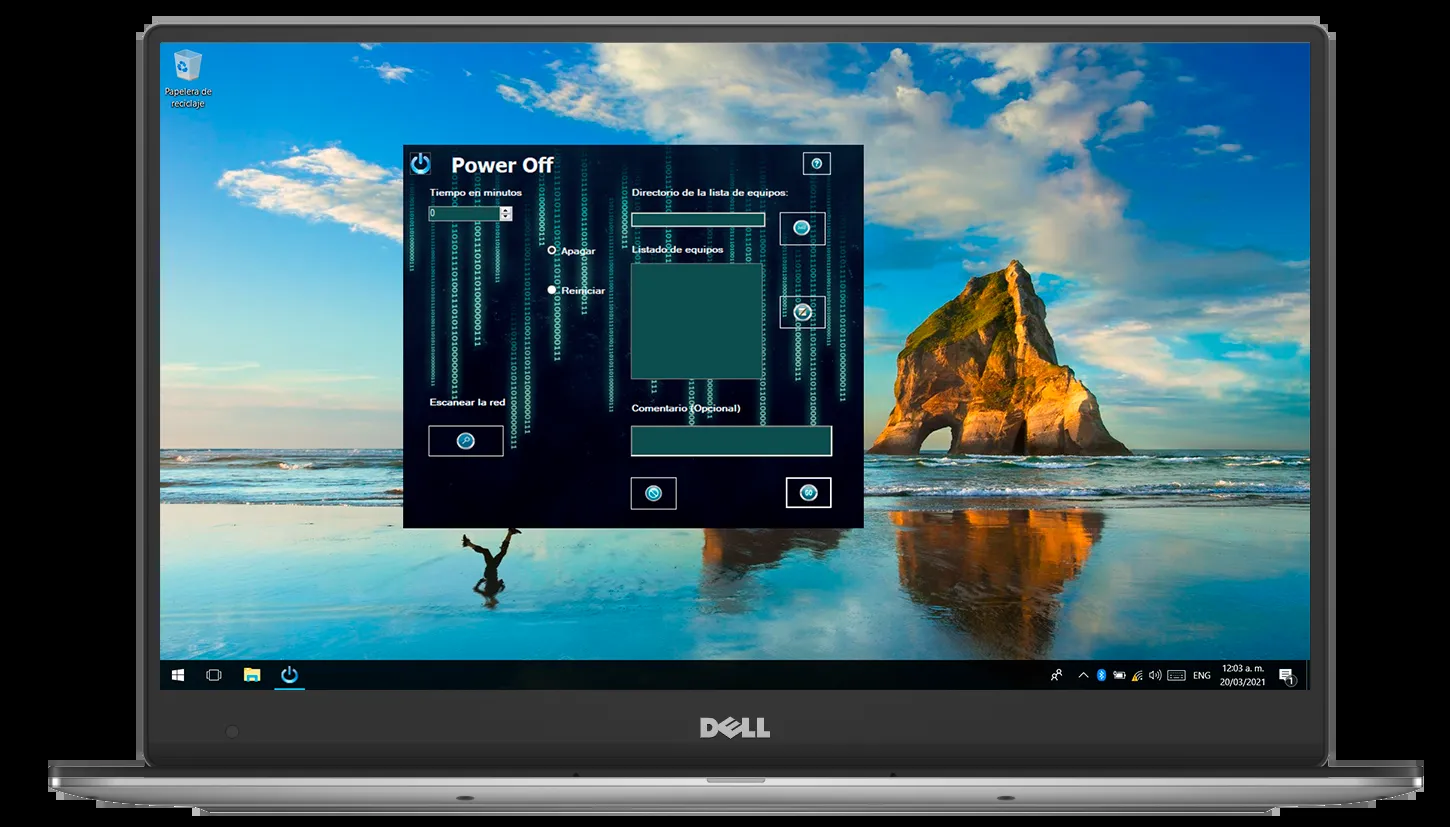 Papelera de
reciclaje
Power Off
Tiempo en minutos
0
Directorio de la lista de equipos:
Apagar
Listado de equipos
Reiniciar
Escanear la red
Comentario (Opcional)
GO
ENG
12:03 a. m.
20/03/2021
1
DELL